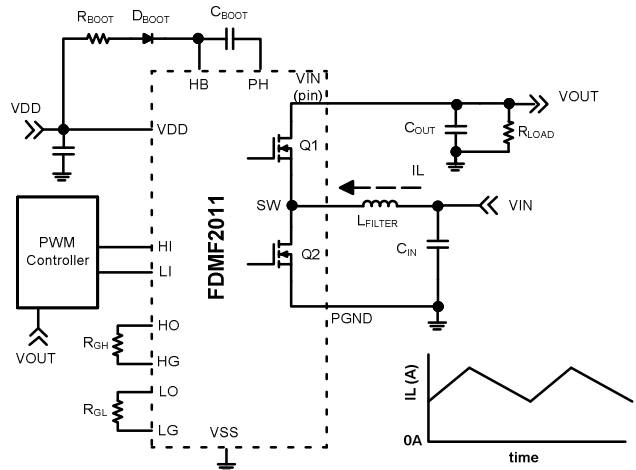 RBOOT DBOOT CBOOT
HB PH VIN
(pin)
VDD
VDD
VOUT
COUT
RLOAD
Q1
IL
SW
LFILTER
VIN
PWM
Controller
HI
LI
FDMF2011
Q2
CIN
PGND
VOUT
RGH
HO
HG
RGL
LO
LG
VSS
IL (A)
0A
time